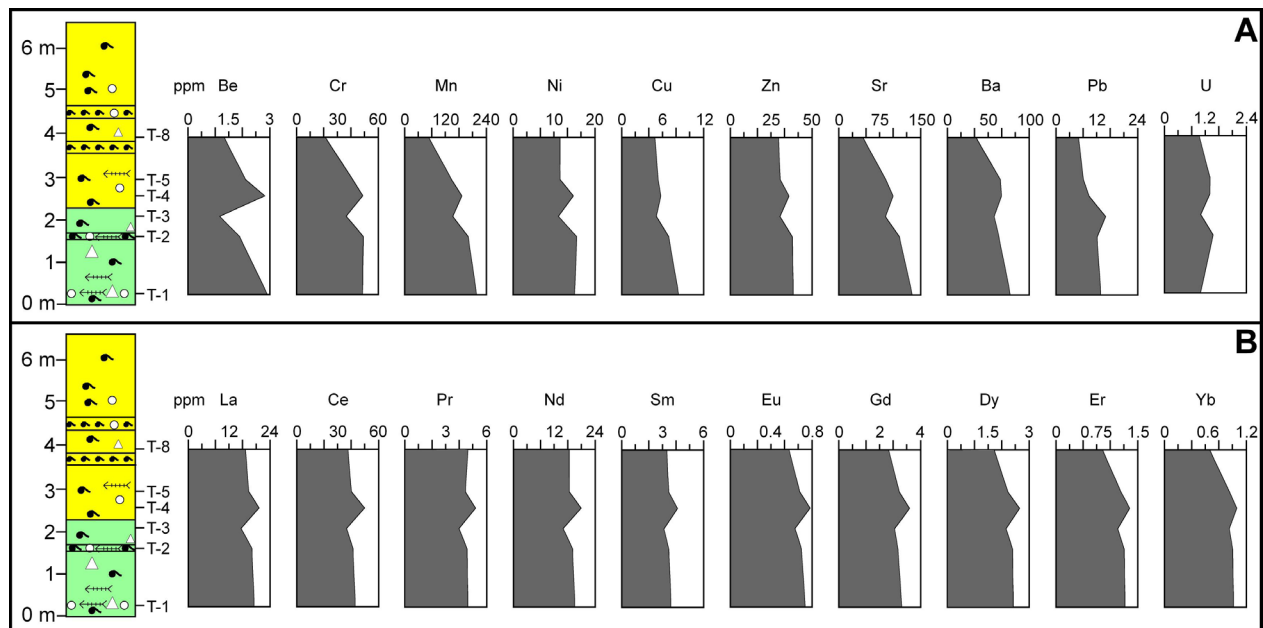 A
ppm Be Cr Mn Ni Cu Zn Sr Ba Pb U
0 1.5 3 0 30 60 0 120 240 0 10 20 0 6 12 0 25 50 0 75 150 0 50 100 0 12 24 0 1.2 2.4
6 m
5
4 T-8
3 T-5
T-4
2 T-3
T-2
1
0 m T-1
B
ppm La Ce Pr Nd Sm Eu Gd Dy Er Yb
0 12 24 0 30 60 0 3 6 0 12 24 0 3 6 0 0.4 0.8 0 2 4 0 1.5 3 0 0.75 1.5 0 0.6 1.2
6 m
5
4 T-8
3 T-5
T-4
2 T-3
T-2
1
0 m T-1